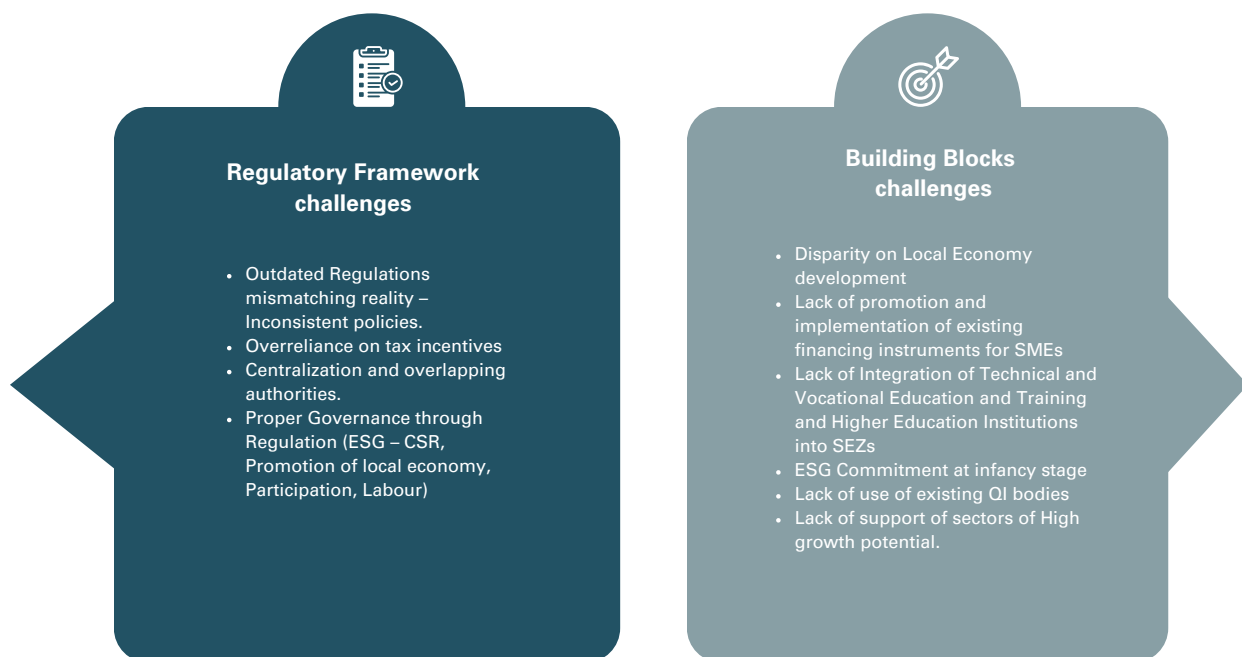 Regulatory Framework
challenges
• Outdated Regulations
mismatching reality –
Inconsistent policies.
• Overreliance on tax incentives
• Centralization and overlapping
authorities.
• Proper Governance through
Regulation (ESG – CSR,
Promotion of local economy,
Participation, Labour)
Building Blocks
challenges
• Disparity on Local Economy
development
• Lack of promotion and
implementation of existing
financing instruments for SMEs
• Lack of Integration of Technical and
Vocational Education and Training
and Higher Education Institutions
into SEZs
• ESG Commitment at infancy stage
• Lack of use of existing QI bodies
• Lack of support of sectors of High
growth potential.